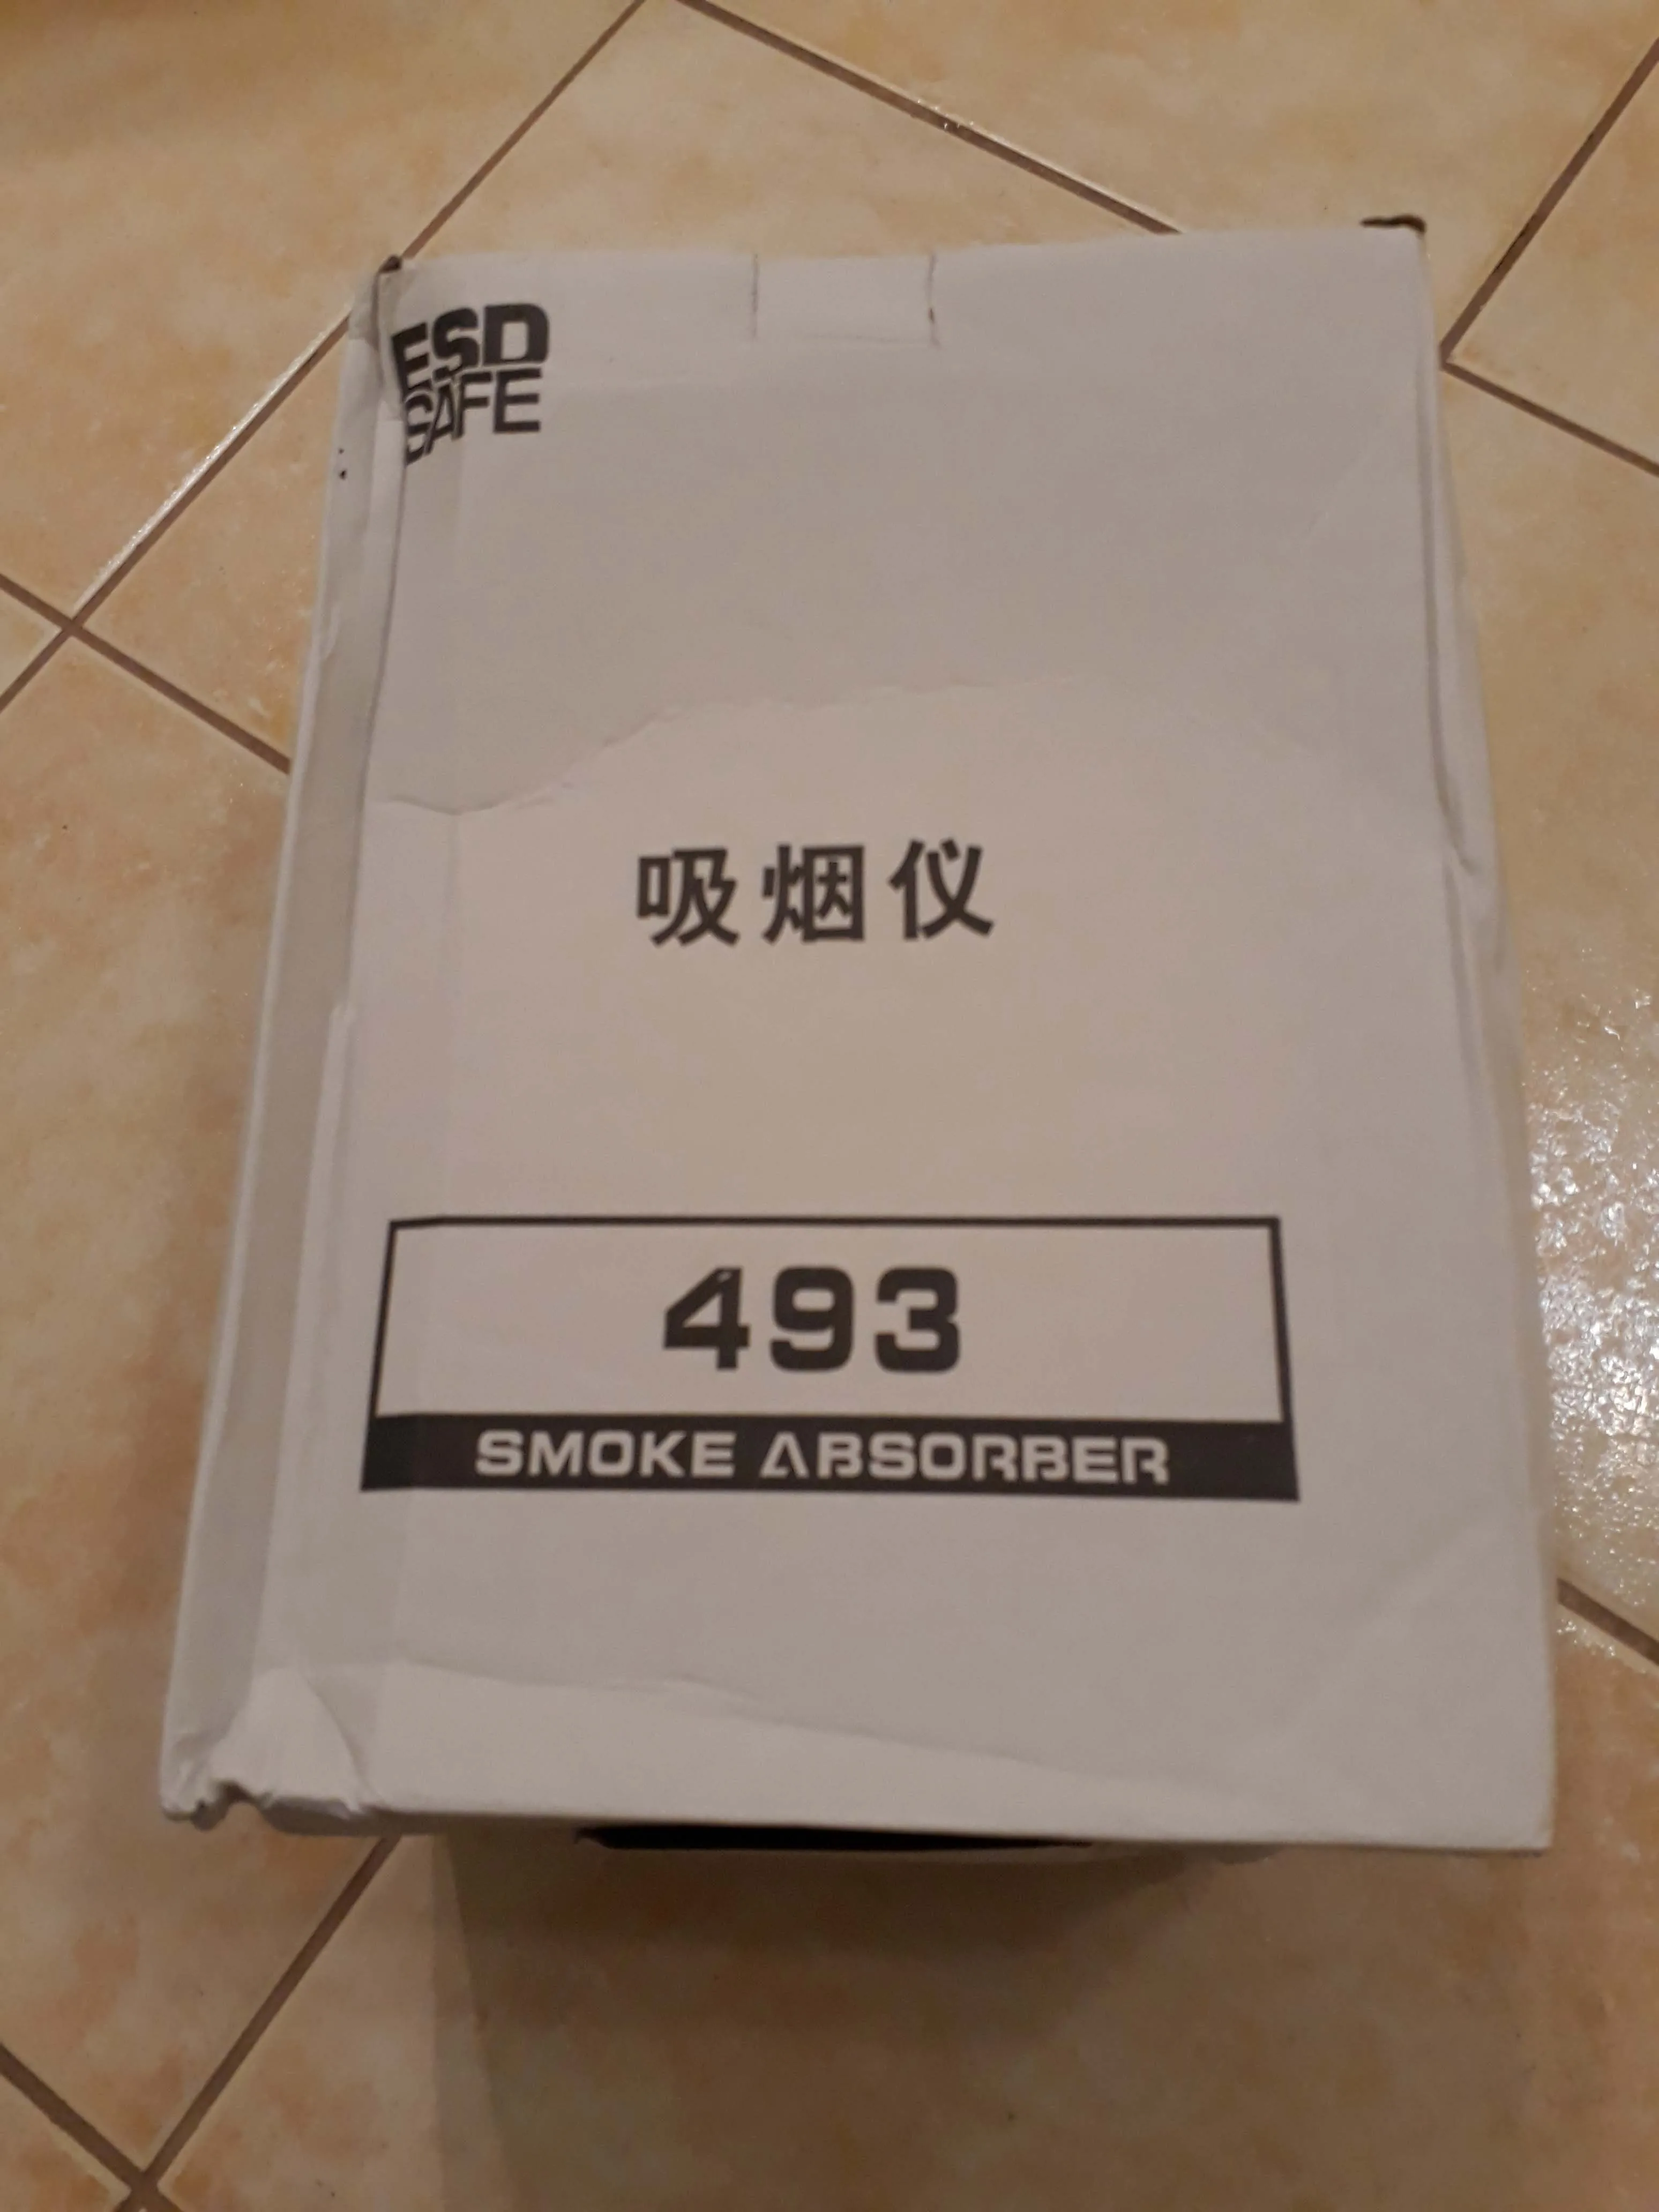 ESD
SAFE
吸烟仪
493
SMOKE ABSORBER